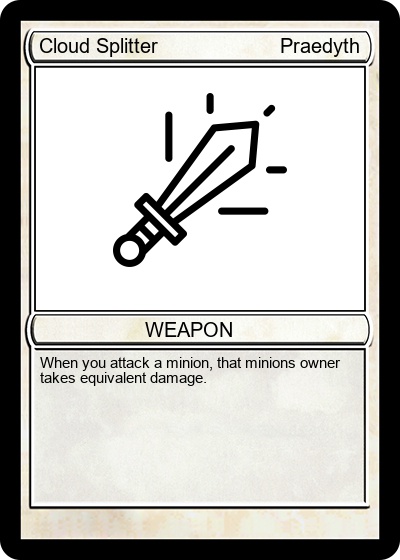 Cloud Splitter Praedyth
WEAPON
When you attack a minion, that minions owner
takes equivalent damage.